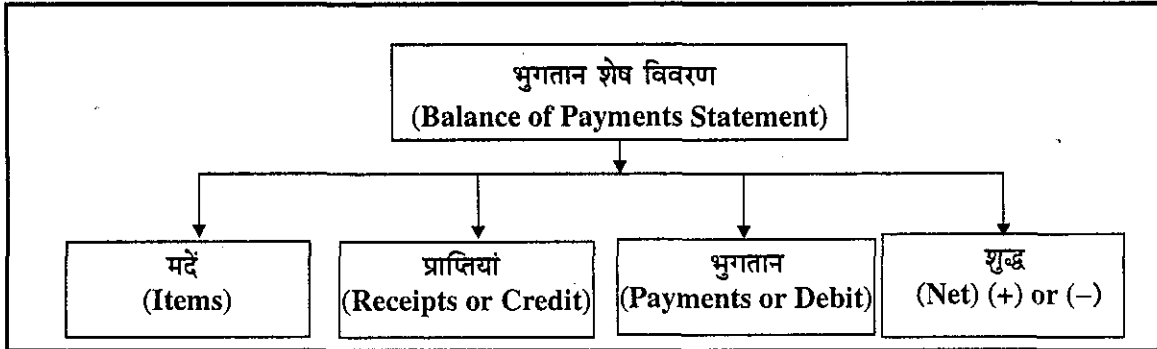 भुगतान शेष विवरण
(Balance of Payments Statement)
मदें
(Items)
प्राप्तियां
(Receipts or Credit)
भुगतान
(Payments or Debit)
शुद्ध
(Net) (+) or (–)